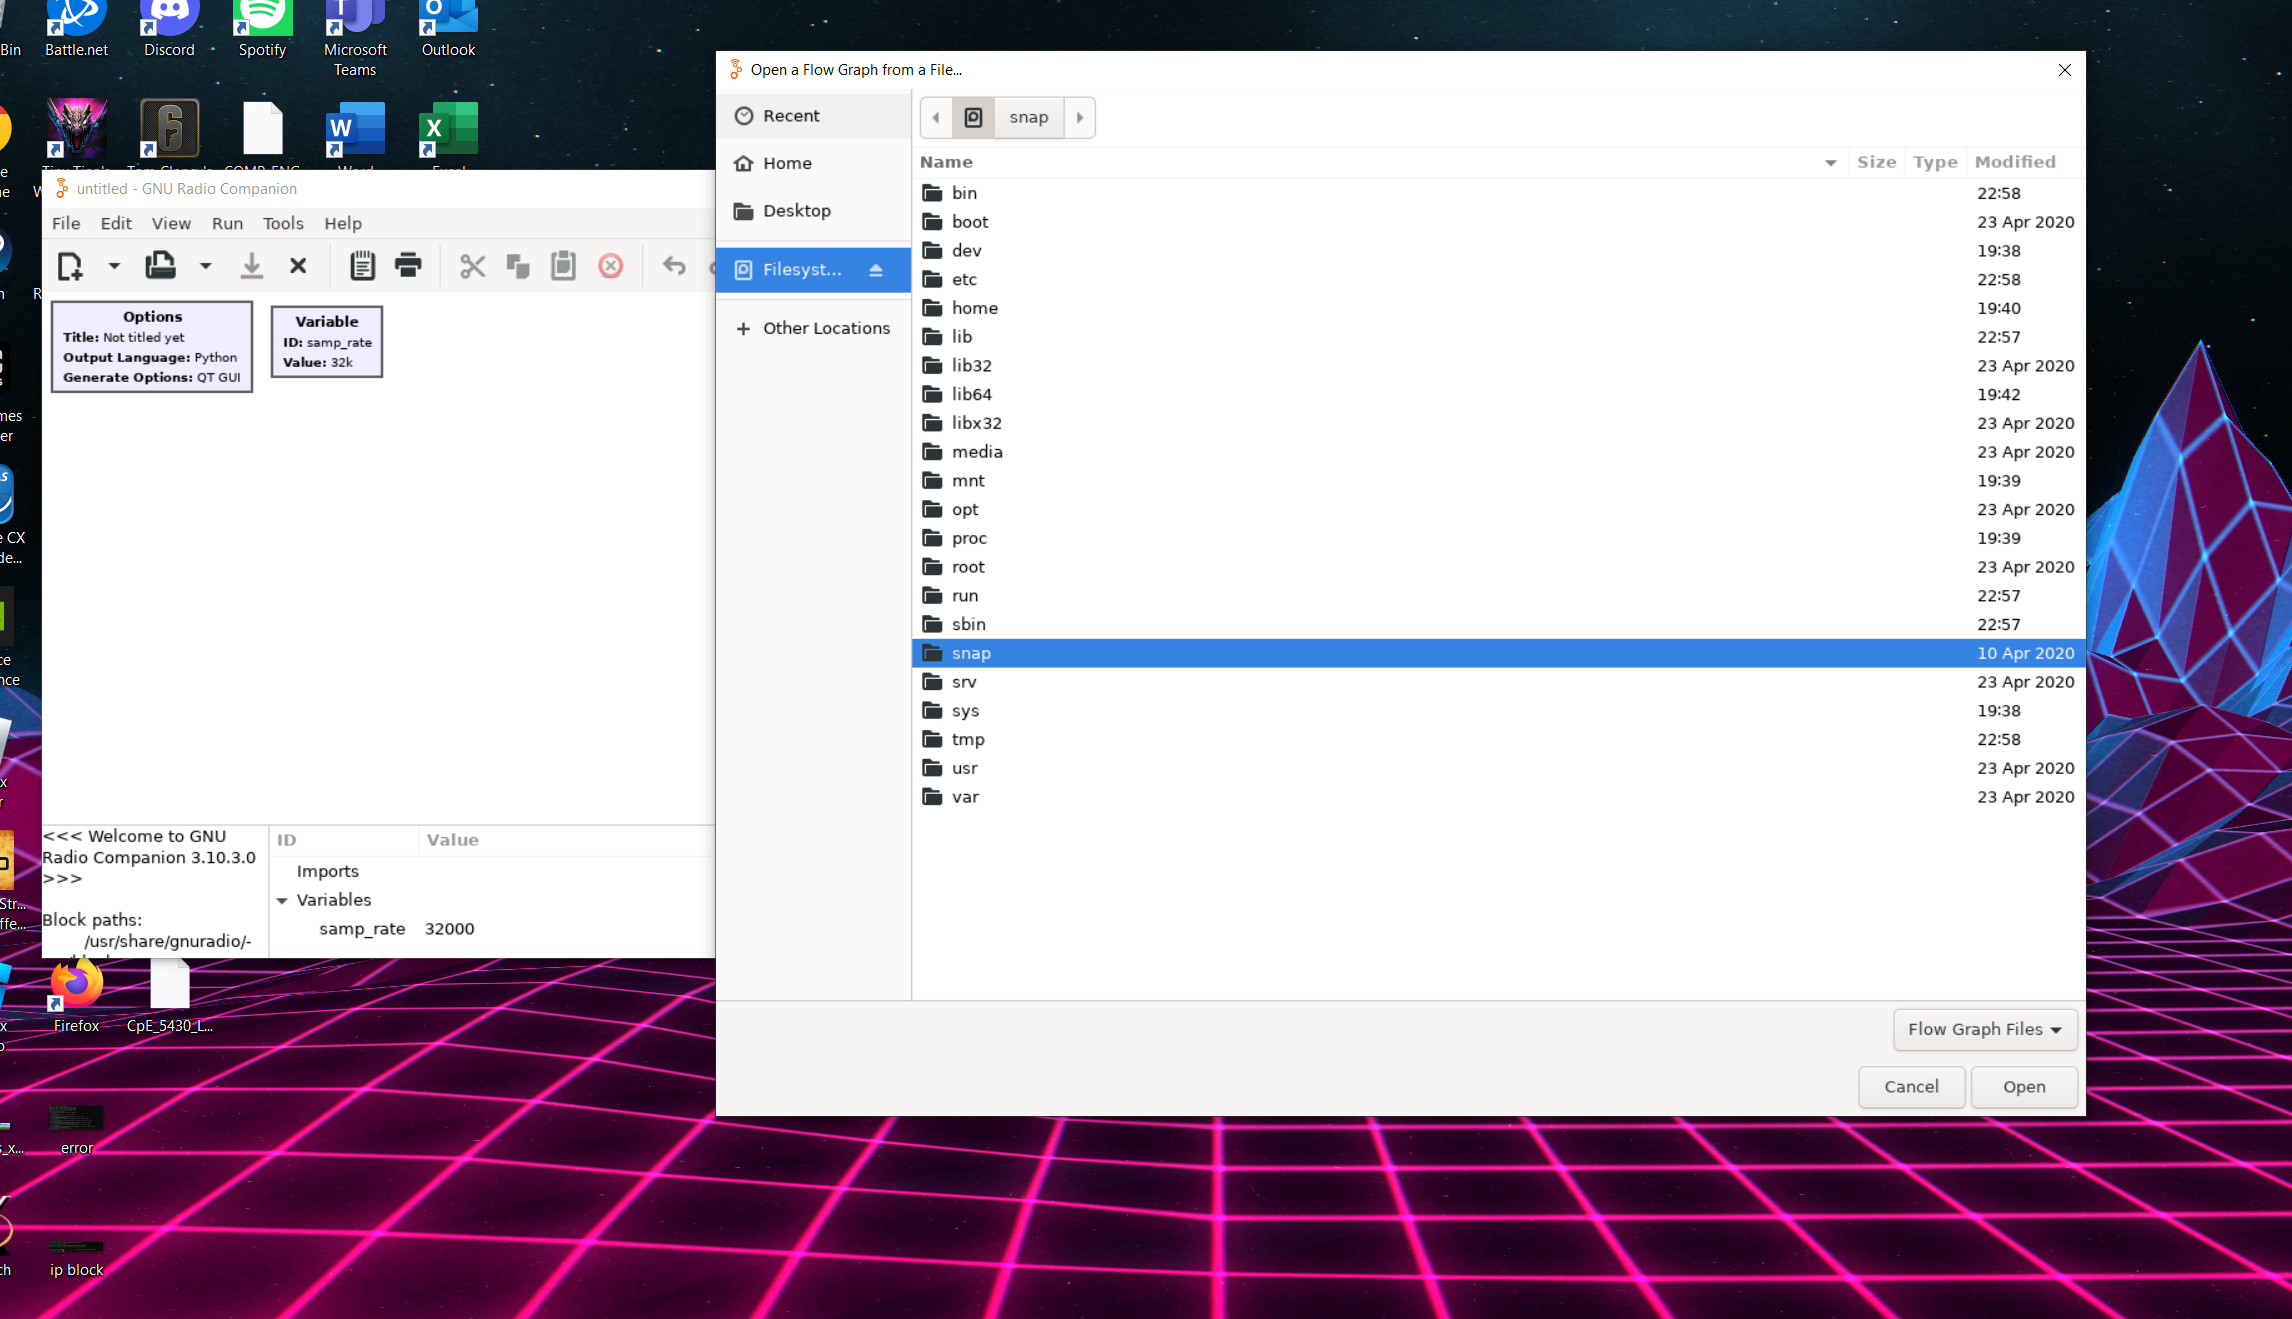 Bin
Battle.net
Discord
Spotify
Microsoft
Teams
Outlook
Open a Flow Graph from a File...
Recent
Home
Desktop
Filesyst...
Other Locations
snap
Name
Size
Type
Modified
bin 22:58
boot 23 Apr 2020
dev 19:38
etc 22:58
home 19:40
lib 22:57
lib32 23 Apr 2020
lib64 19:42
libx32 23 Apr 2020
media 23 Apr 2020
mnt 19:39
opt 23 Apr 2020
proc 19:39
root 23 Apr 2020
run 22:57
sbin 22:57
snap 10 Apr 2020
srv 23 Apr 2020
sys 19:38
tmp 22:58
usr 23 Apr 2020
var 23 Apr 2020
Flow Graph Files
Cancel
Open
untitled - GNU Radio Companion
File Edit View Run Tools Help
Options
Title: Not titled yet
Output Language: Python
Generate Options: QT GUI
Variable
ID: samp_rate
Value: 32k
<<< Welcome to GNU
Radio Companion 3.10.3.0
>>>
Block paths:
/usr/share/gnuradio/-
ID Value
Imports
Variables
samp_rate 32000
Firefox
CpE_5430_L...
error
ip block